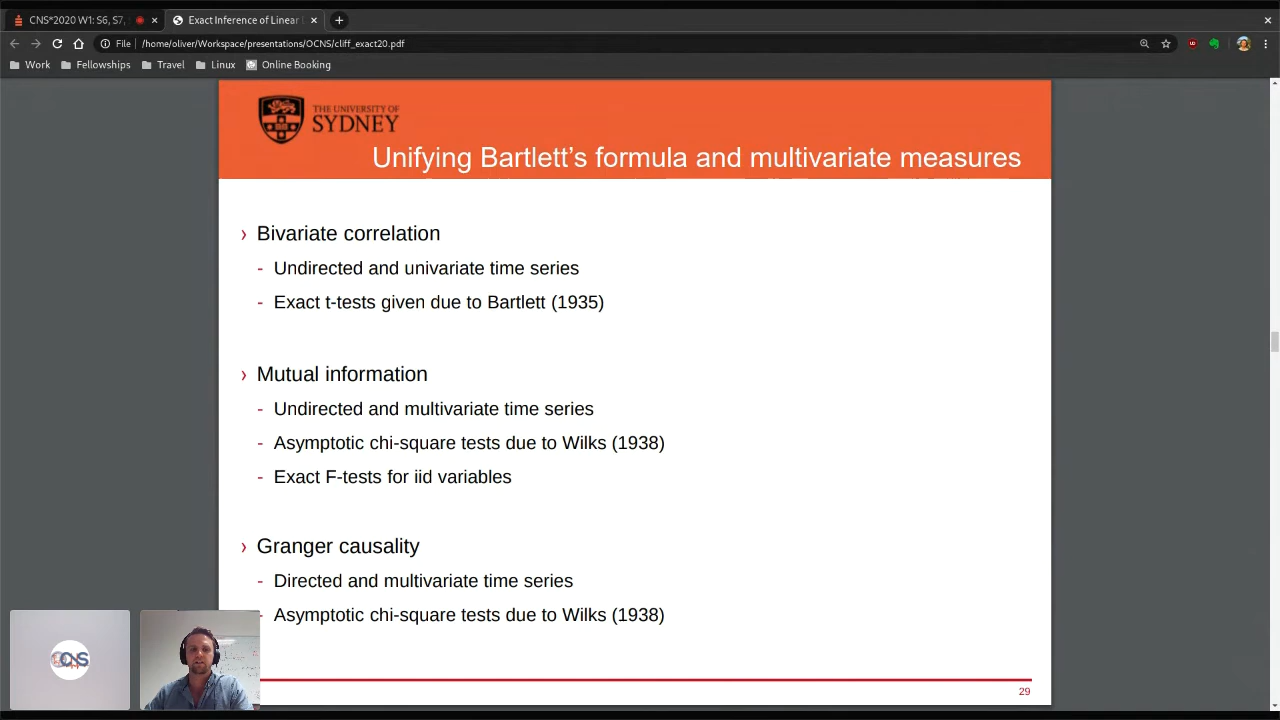 CNS*2020 W1: S6, S7,
Exact Inference of Linear
File
/home/oliver/Workspace/presentations/OCNS/cliff_exact20.pdf
Work
Fellowships
Travel
Linux
Online Booking
THE UNIVERSITY OF
SYDNEY
Unifying Bartlett’s formula and multivariate measures
› Bivariate correlation
- Undirected and univariate time series
- Exact t-tests given due to Bartlett (1935)
› Mutual information
- Undirected and multivariate time series
- Asymptotic chi-square tests due to Wilks (1938)
- Exact F-tests for iid variables
› Granger causality
- Directed and multivariate time series
- Asymptotic chi-square tests due to Wilks (1938)
OCNS
29